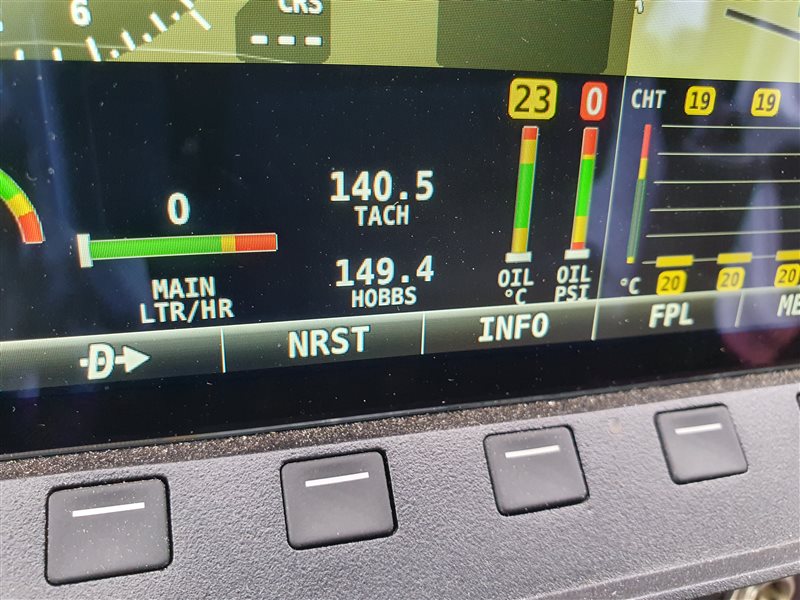 6
CRS
---
23
0
CHT
19
19
140.5
TACH
0
MAIN
LTR/HR
149.4
HOBBS
OIL
°C
OIL
PSI
°C
20
20
20
D
NRST
INFO
FPL